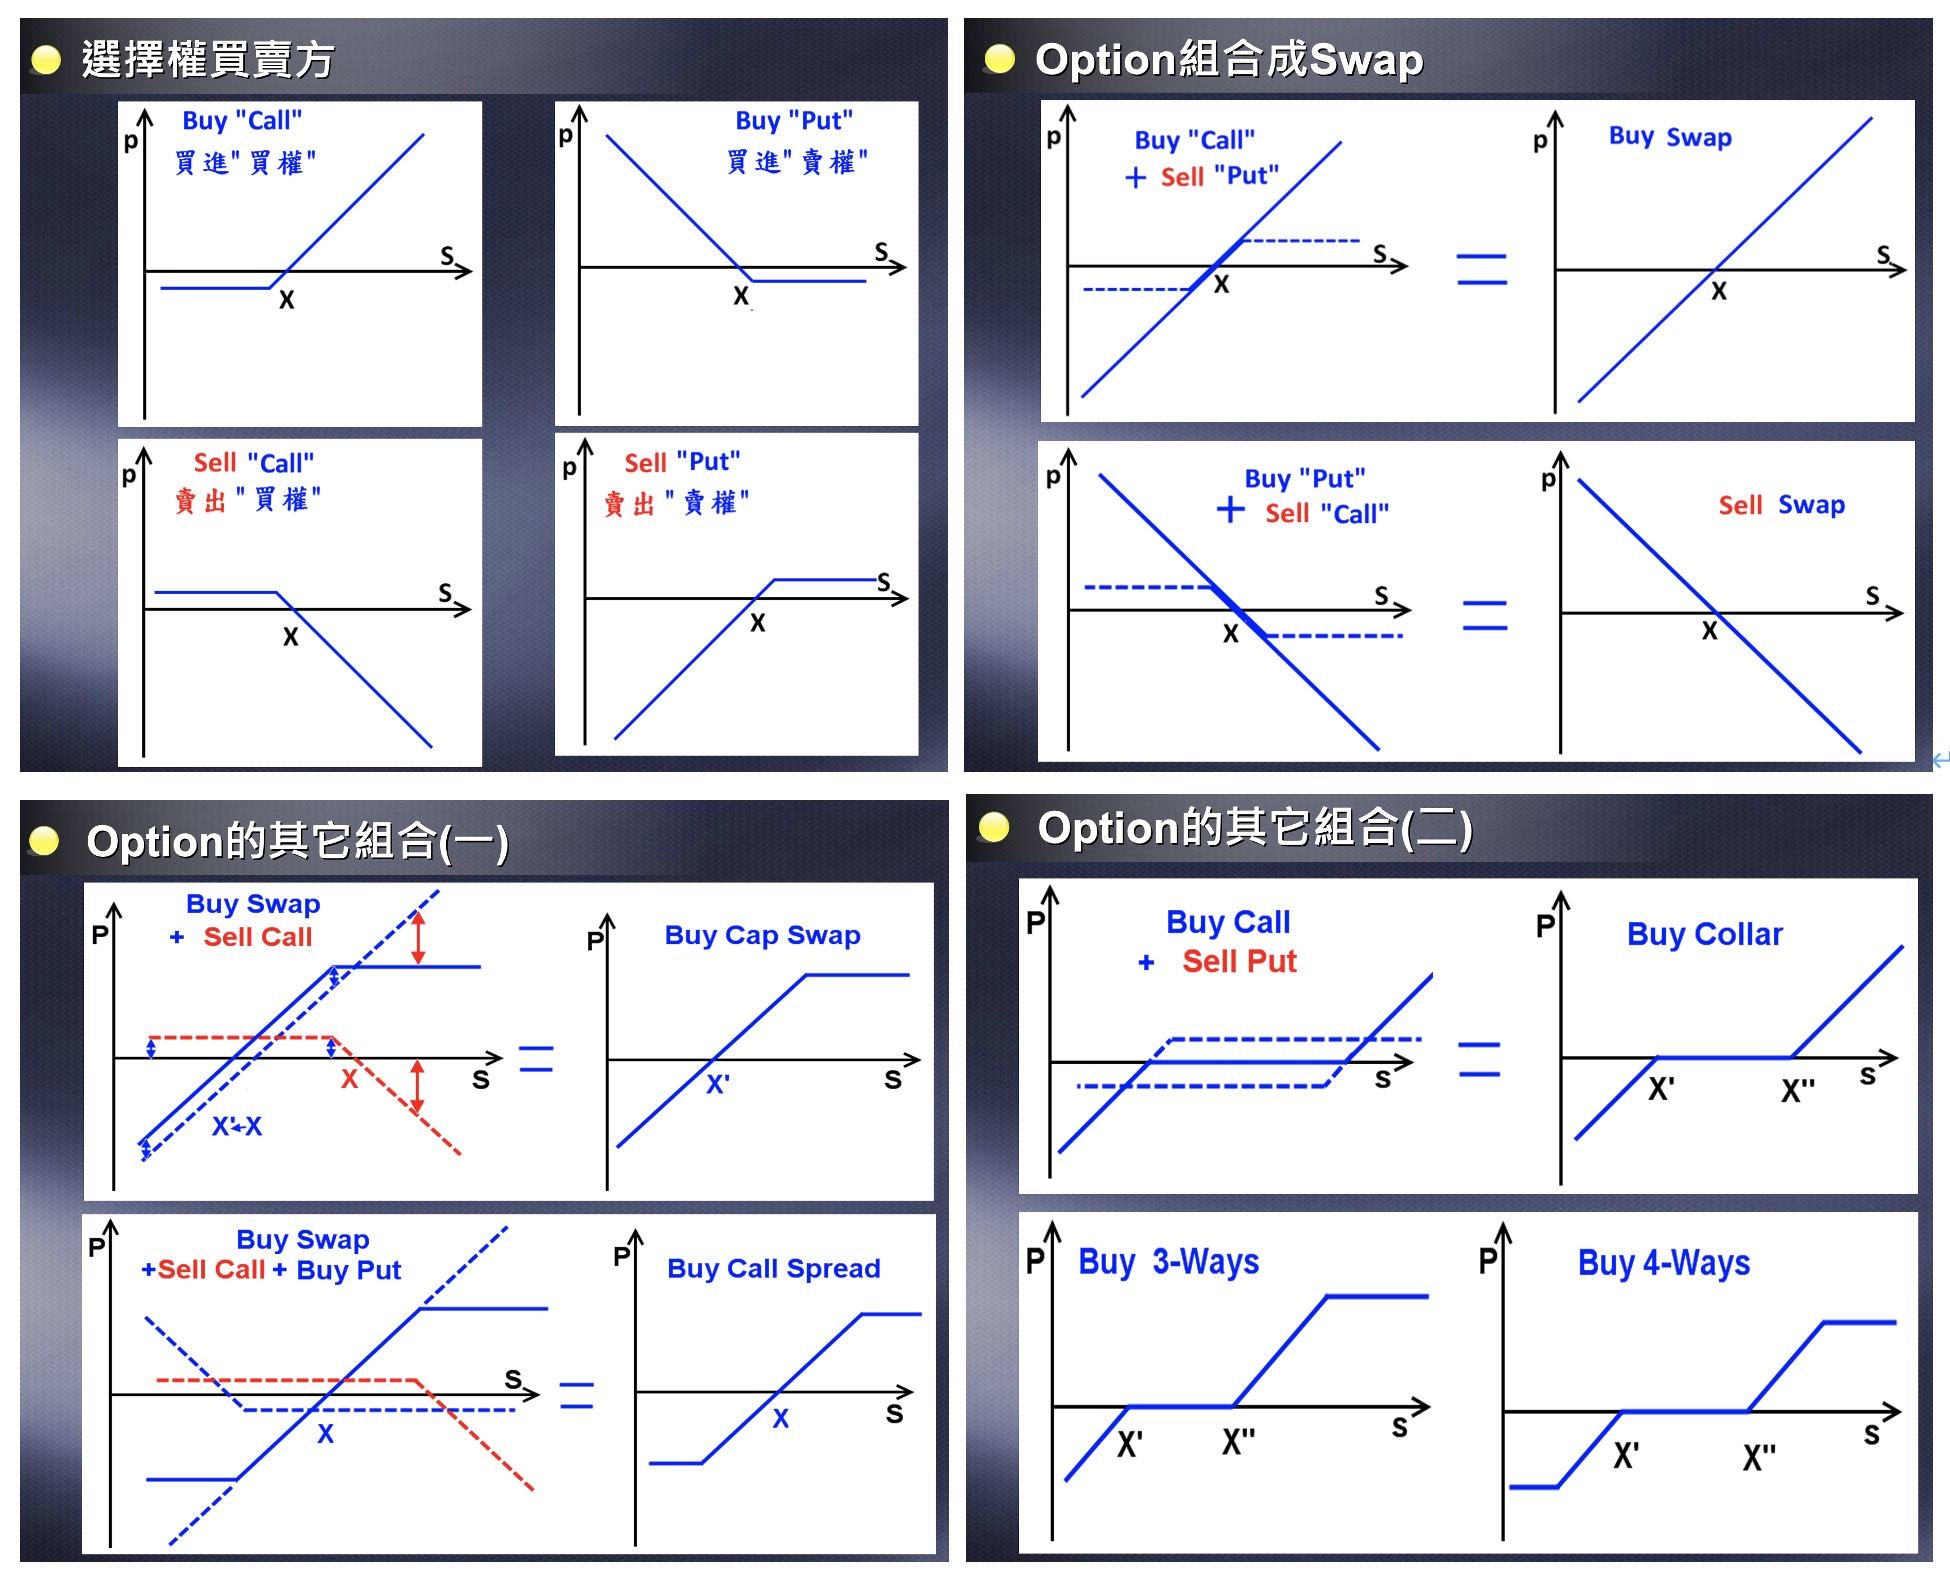 選擇權買賣方
Buy "Call"
買進"買權"
p
S
X
Buy "Put"
買進"賣權"
p
S
X
Sell "Call"
賣出"買權"
p
S
X
Sell "Put"
賣出"賣權"
p
S
X
Option組合成Swap
p
Buy "Call"
+ Sell "Put"
S
X
=
p
Buy Swap
S
X
p
Buy "Put"
+ Sell "Call"
S
X
=
p
Sell Swap
S
X
Option的其它組合(一)
P
Buy Swap
+ Sell Call
X
S
X'←X
=
P
Buy Cap Swap
X'
S
P
Buy Swap
+Sell Call + Buy Put
S
X
=
P
Buy Call Spread
X
S
Option的其它組合(二)
P
Buy Call
+ Sell Put
s
=
P
Buy Collar
X'
X"
s
P
Buy 3-Ways
X'
X"
s
P
Buy 4-Ways
X'
X"
s